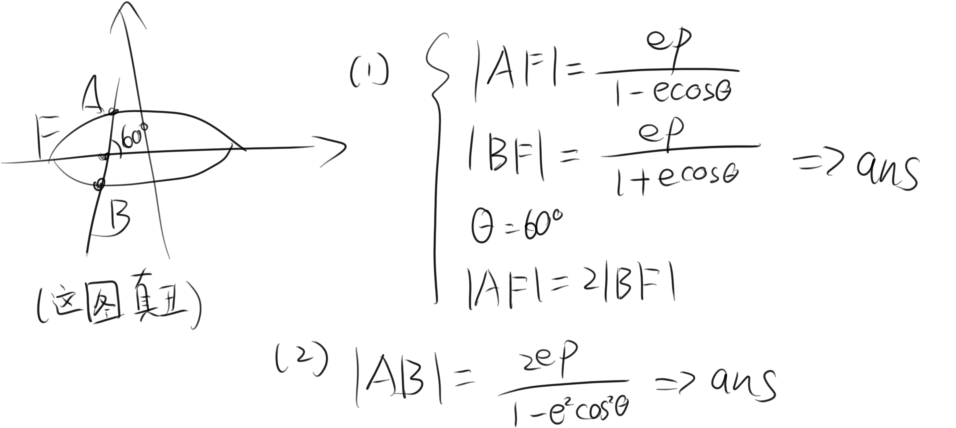 A
F
60°
B
(这图真丑)
(1) { |AF| = ep / (1 - ecosθ)
|BF| = ep / (1 + ecosθ) => ans
θ = 60°
|AF| = 2|BF|
(2) |AB| = 2ep / (1 - e²cos²θ) => ans